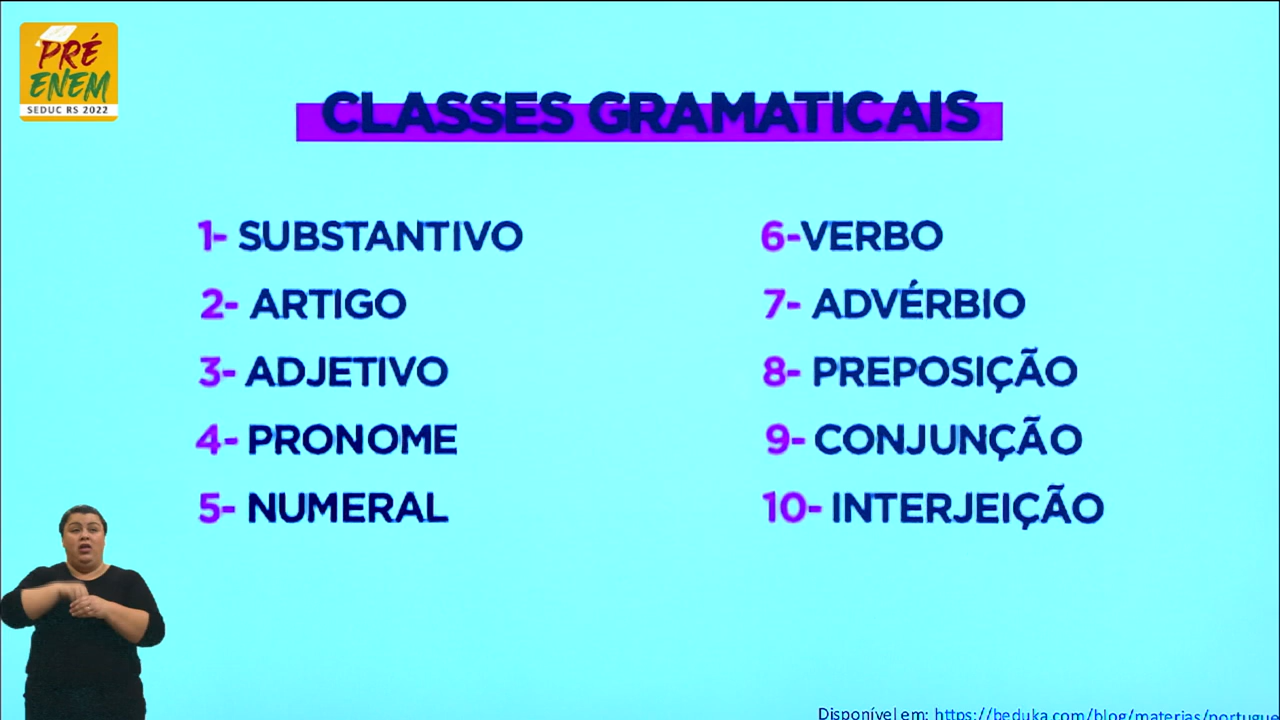 PRÉ
ENEM
SEDUC RS 2022
CLASSES GRAMATICAIS
1- SUBSTANTIVO
2- ARTIGO
3- ADJETIVO
4- PRONOME
5- NUMERAL
6-VERBO
7- ADVÉRBIO
8- PREPOSIÇÃO
9- CONJUNÇÃO
10- INTERJEIÇÃO
Disponível em: https://beduka.com/blog/materias/portugue